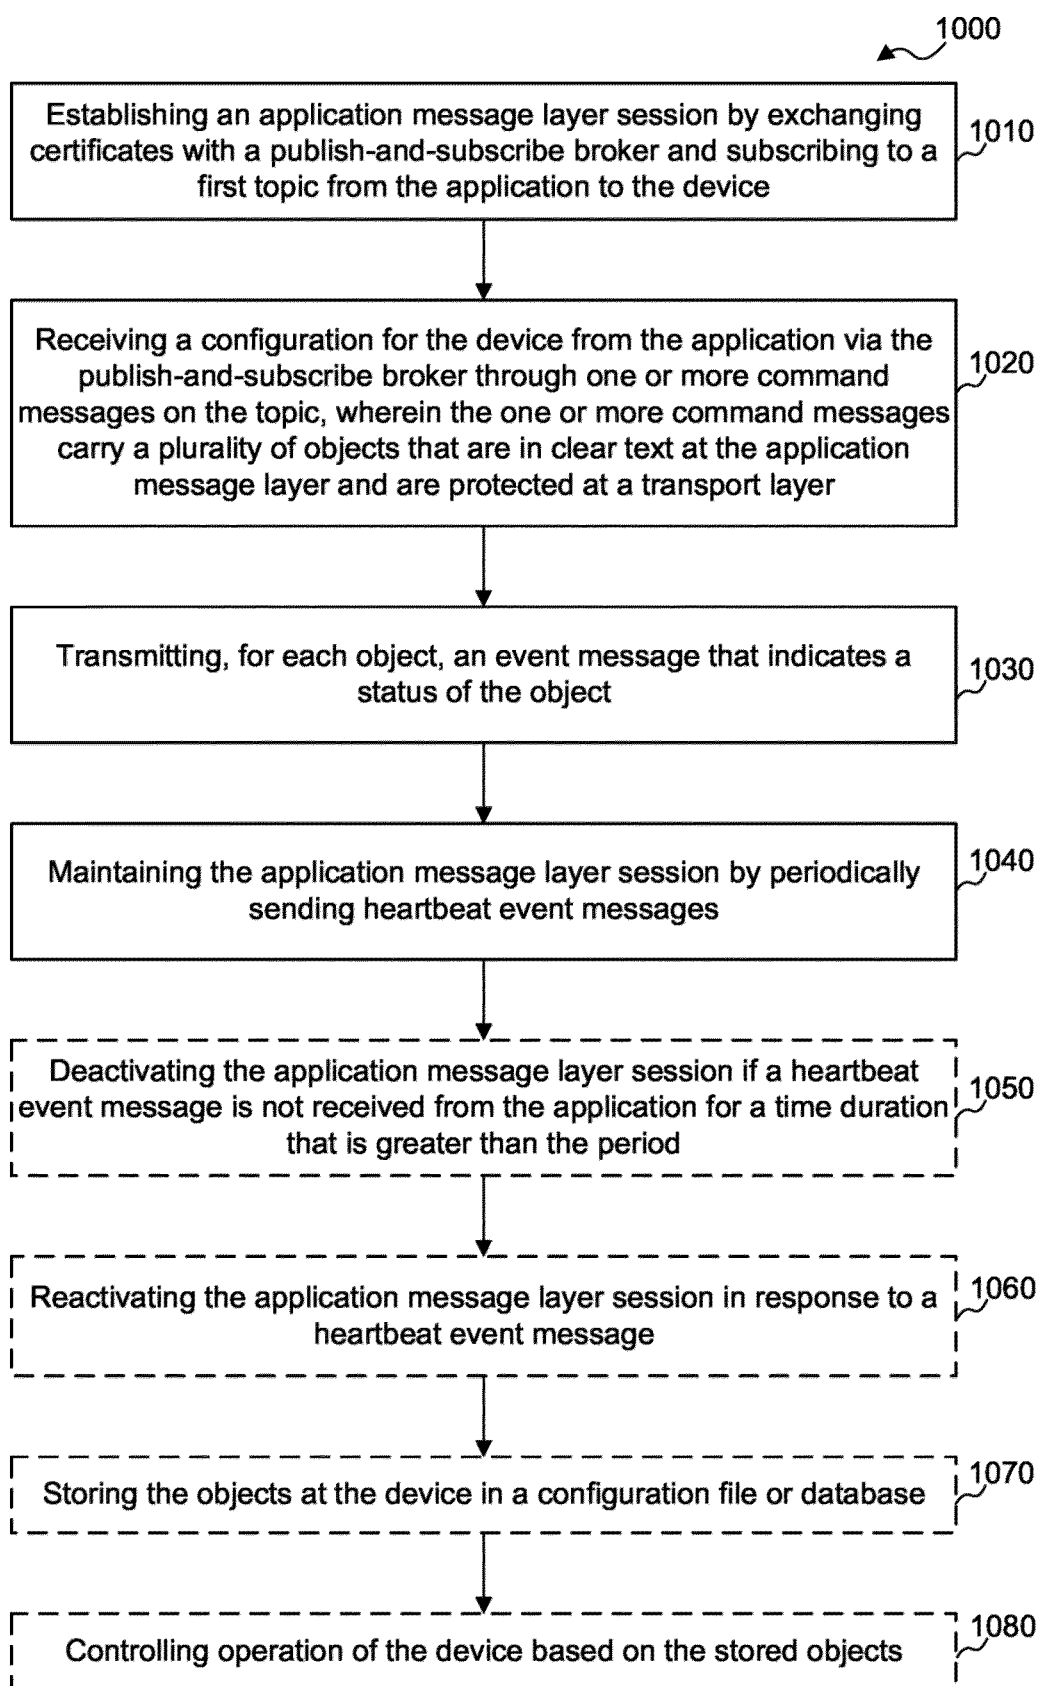 1000
Establishing an application message layer session by exchanging
certificates with a publish-and-subscribe broker and subscribing to a
first topic from the application to the device
1010
Receiving a configuration for the device from the application via the
publish-and-subscribe broker through one or more command
messages on the topic, wherein the one or more command messages
carry a plurality of objects that are in clear text at the application
message layer and are protected at a transport layer
1020
Transmitting, for each object, an event message that indicates a
status of the object
1030
Maintaining the application message layer session by periodically
sending heartbeat event messages
1040
Deactivating the application message layer session if a heartbeat
event message is not received from the application for a time duration
that is greater than the period
1050
Reactivating the application message layer session in response to a
heartbeat event message
1060
Storing the objects at the device in a configuration file or database
1070
Controlling operation of the device based on the stored objects
1080